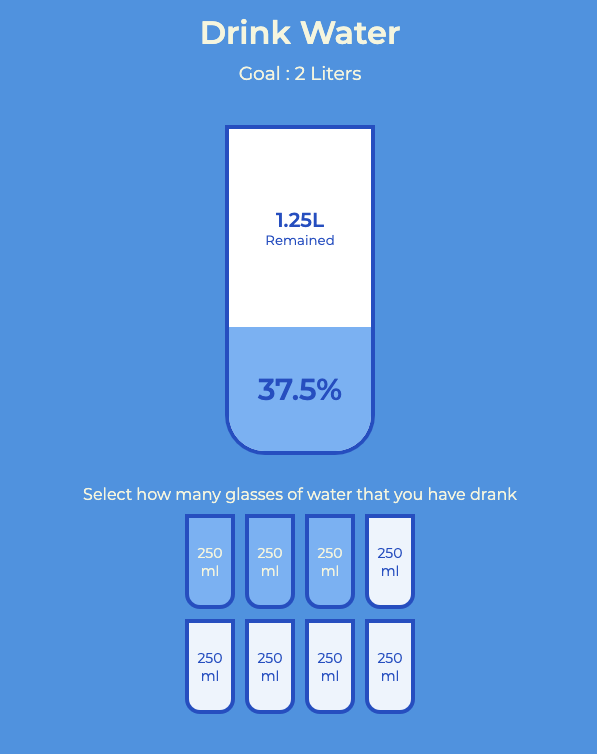 Drink Water
Goal : 2 Liters
1.25L
Remained
37.5%
Select how many glasses of water that you have drank
250 250 250 250
ml ml ml ml
250 250 250 250
ml ml ml ml